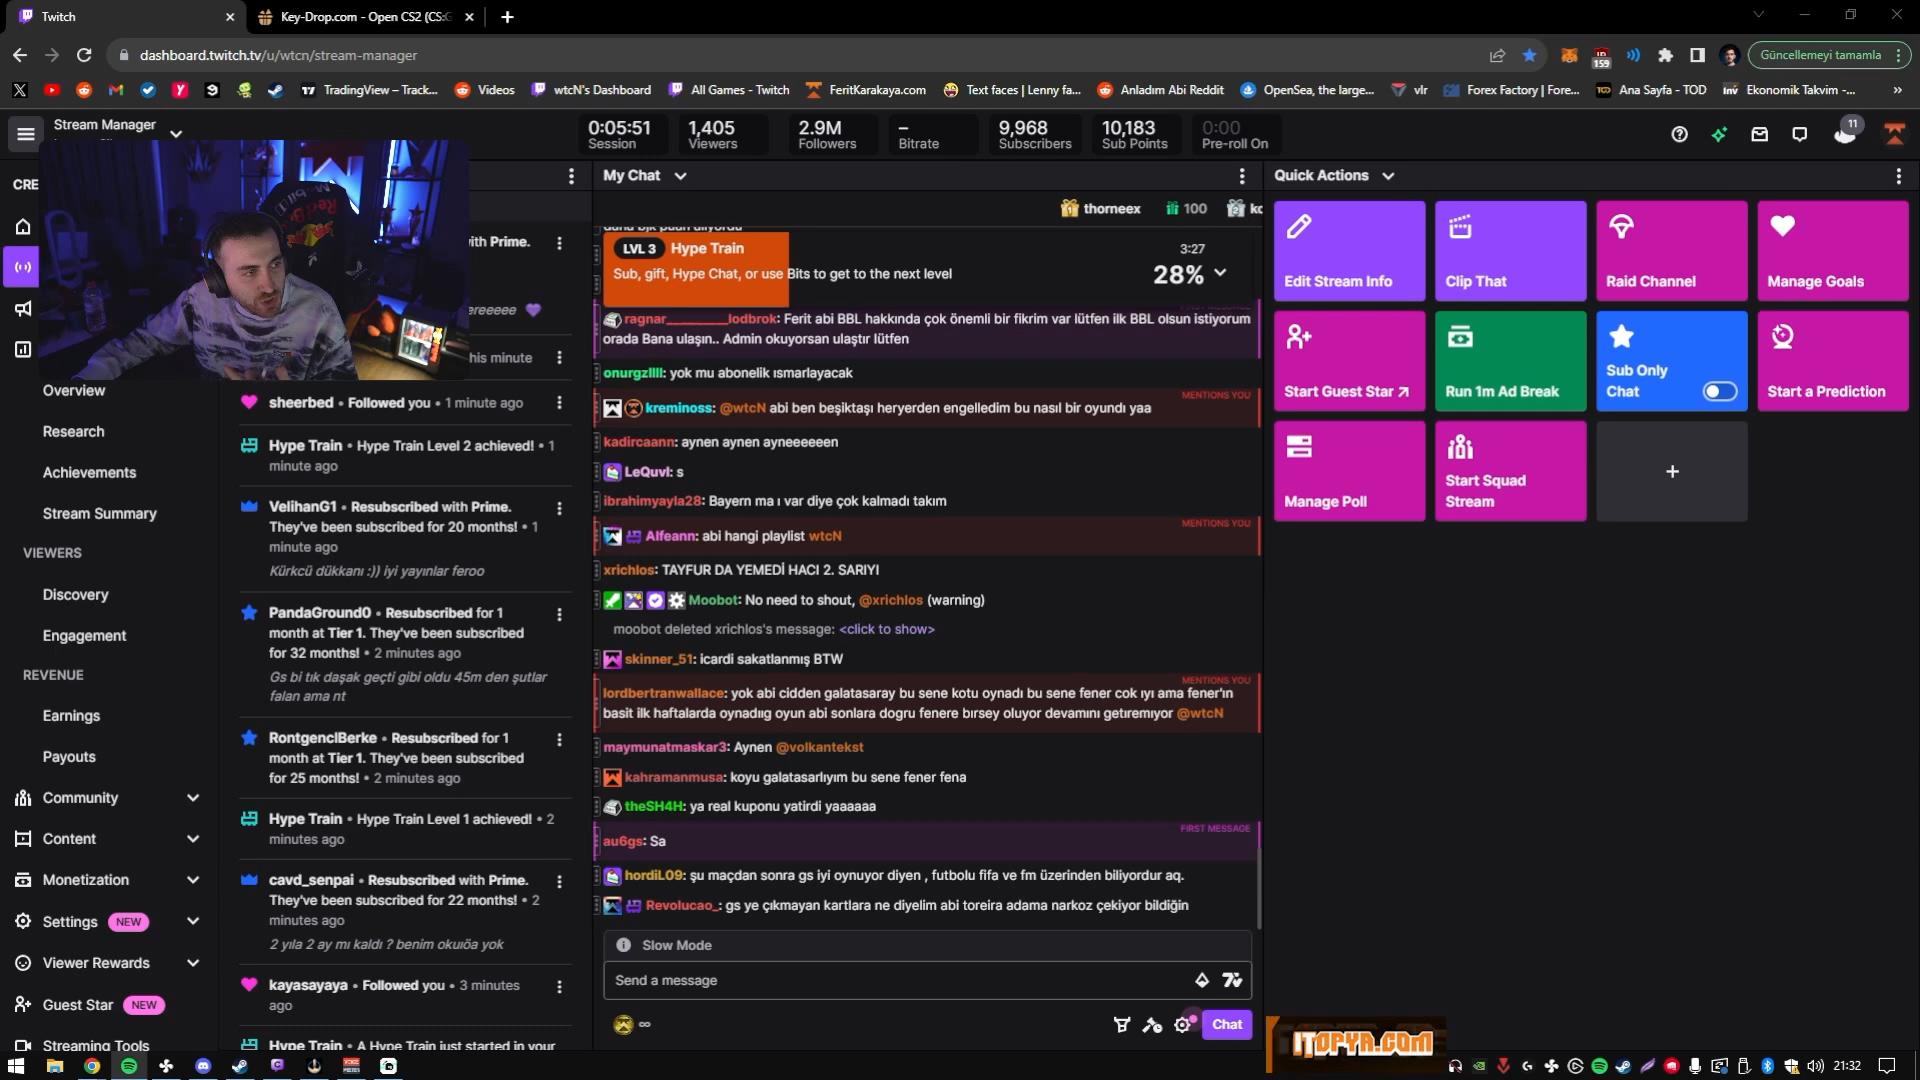 Twitch
Key-Drop.com - Open CS2 (CS:G
dashboard.twitch.tv/u/wtcn/stream-manager
159
Güncellemeyi tamamla
TradingView – Track...
Videos
wtcN's Dashboard
All Games - Twitch
FeritKarakaya.com
Text faces | Lenny fa...
Anladım Abi Reddit
OpenSea, the large...
vlr
Forex Factory | Fore...
Ana Sayfa - TOD
Ekonomik Takvim -...
Stream Manager
0:05:51
Session
1,405
Viewers
2.9M
Followers
–
Bitrate
9,968
Subscribers
10,183
Sub Points
0:00
Pre-roll On
11
CRE
Overview
Research
Achievements
Stream Summary
VIEWERS
Discovery
Engagement
REVENUE
Earnings
Payouts
Community
Content
Monetization
Settings NEW
Viewer Rewards
Guest Star NEW
Streaming Tools
with Prime.
ereeeee
his minute
sheerbed • Followed you • 1 minute ago
Hype Train • Hype Train Level 2 achieved! • 1
minute ago
VelihanG1 • Resubscribed with Prime.
They've been subscribed for 20 months! • 1
minute ago
Kürkcü dükkanı :)) iyi yayınlar feroo
PandaGround0 • Resubscribed for 1
month at Tier 1. They've been subscribed
for 32 months! • 2 minutes ago
Gs bi tık daşak geçti gibi oldu 45m den şutlar
falan ama nt
RontgenclBerke • Resubscribed for 1
month at Tier 1. They've been subscribed
for 25 months! • 2 minutes ago
Hype Train • Hype Train Level 1 achieved! • 2
minutes ago
cavd_senpai • Resubscribed with Prime.
They've been subscribed for 22 months! • 2
minutes ago
2 yıla 2 ay mı kaldı ? benim okuıöa yok
kayasayaya • Followed you • 3 minutes
ago
Hype Train • A Hype Train just started in your
My Chat
thorneex
100
LVL 3 Hype Train
Sub, gift, Hype Chat, or use Bits to get to the next level
3:27
28%
ragnar_________lodbrok: Ferit abi BBL hakkında çok önemli bir fikrim var lütfen ilk BBL olsun istiyorum
orada Bana ulaşın.. Admin okuyorsan ulaştır lütfen
onurgzllll: yok mu abonelik ısmarlayacak
MENTIONS YOU
kreminoss: @wtcN abi ben beşiktaşı heryerden engelledim bu nasıl bir oyundı yaa
kadircaann: aynen aynen ayneeeeeen
LeQuvl: s
ibrahimyayla28: Bayern ma ı var diye çok kalmadı takım
MENTIONS YOU
Alfeann: abi hangi playlist wtcN
xrichlos: TAYFUR DA YEMEDİ HACI 2. SARIYI
Moobot: No need to shout, @xrichlos (warning)
moobot deleted xrichlos's message: <click to show>
skinner_51: icardi sakatlanmış BTW
MENTIONS YOU
lordbertranwallace: yok abi cidden galatasaray bu sene kotu oynadı bu sene fener cok ıyı ama fener'ın
basit ilk haftalarda oynadııg oyun abi sonlara dogru fenere bırsey oluyor devamını getıremıyor @wtcN
maymunatmaskar3: Aynen @volkantekst
kahramanmusa: koyu galatasarlıyım bu sene fener fena
theSH4H: ya real kuponu yatirdi yaaaaaa
FIRST MESSAGE
au6gs: Sa
hordiL09: şu maçdan sonra gs iyi oynuyor diyen , futbolu fifa ve fm üzerinden biliyordur aq.
Revolucao_: gs ye çıkmayan kartlara ne diyelim abi toreira adama narkoz çekiyor bildiğin
Slow Mode
Send a message
∞
Chat
Quick Actions
Edit Stream Info
Clip That
Raid Channel
Manage Goals
Start Guest Star
Run 1m Ad Break
Sub Only
Chat
Start a Prediction
Manage Poll
Start Squad
Stream
ITOPYA.COM
21:32